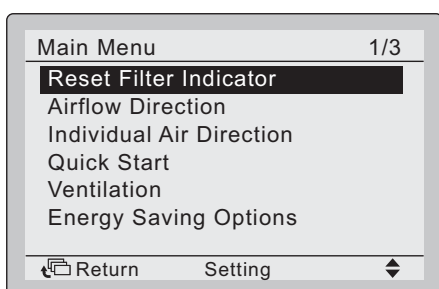 Main Menu 1/3
Reset Filter Indicator
Airflow Direction
Individual Air Direction
Quick Start
Ventilation
Energy Saving Options
Return Setting